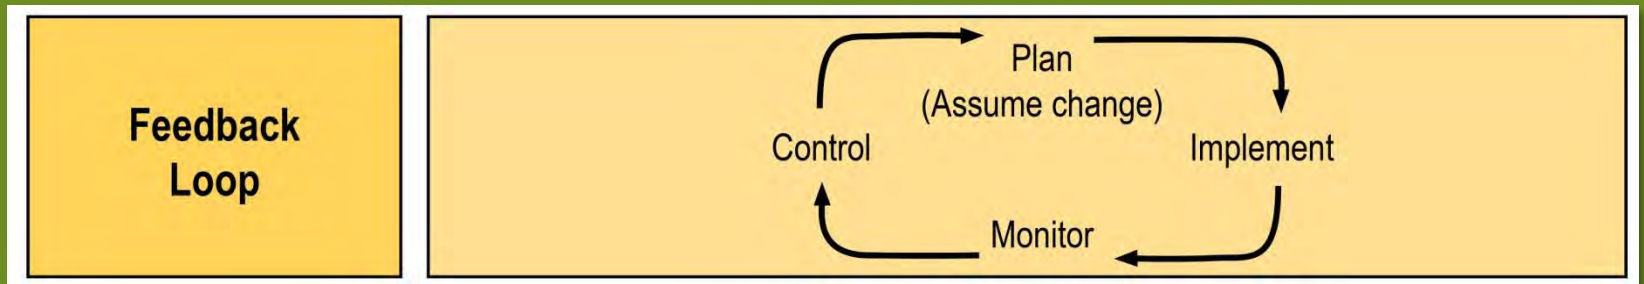 Feedback
Loop
Plan
(Assume change)
Control
Implement
Monitor